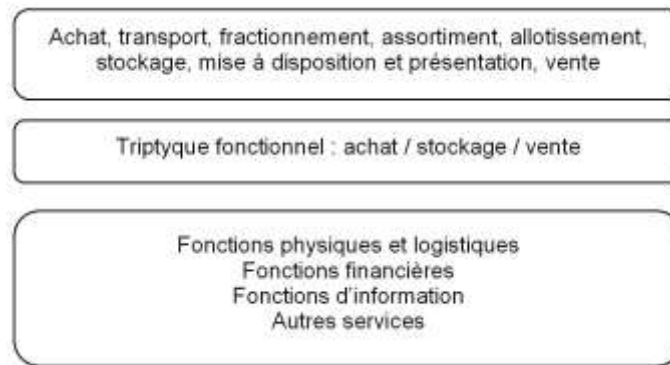 Achat, transport, fractionnement, assortiment, allotissement,
stockage, mise à disposition et présentation, vente
Triptyque fonctionnel : achat / stockage / vente
Fonctions physiques et logistiques
Fonctions financières
Fonctions d'information
Autres services